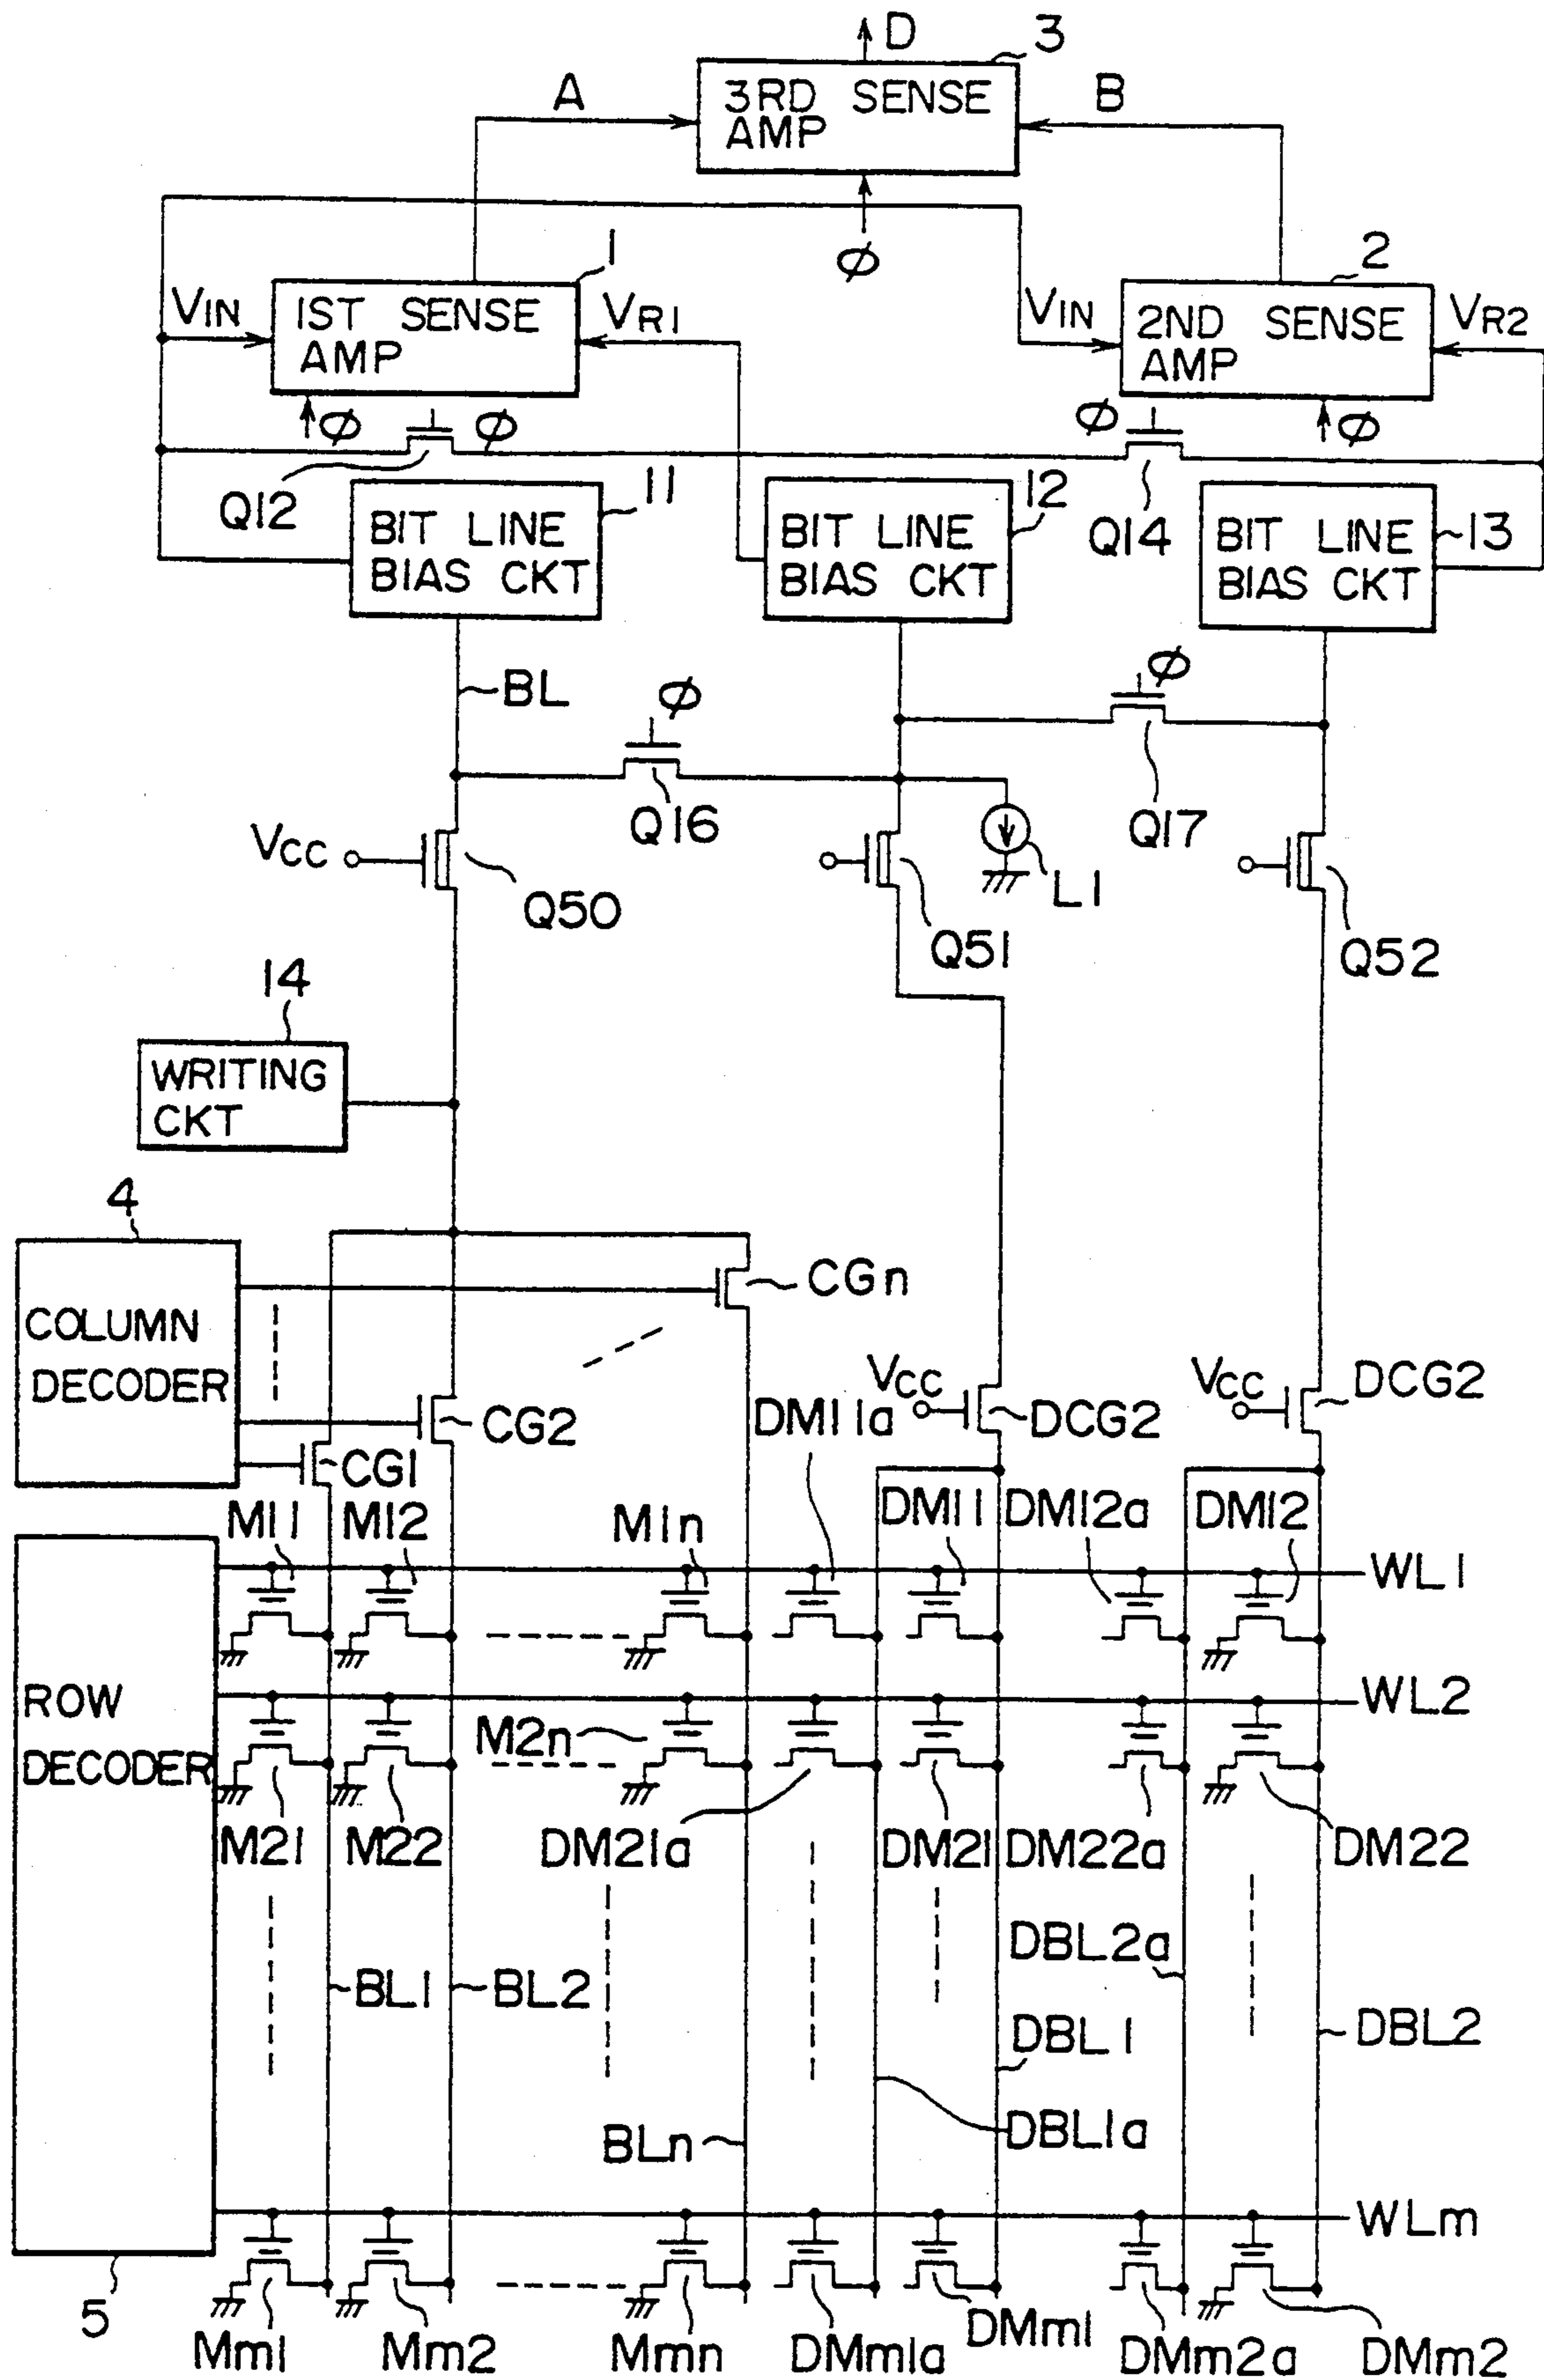 D
3
A
3RD SENSE
AMP
B
Ø
1
2
VIN
1ST SENSE
AMP
VR1
VIN
2ND SENSE
AMP
VR2
Ø
Ø
Ø
Ø
Q12
11
12
Q14
13
BIT LINE
BIAS CKT
BIT LINE
BIAS CKT
BIT LINE
BIAS CKT
BL
Ø
Ø
Q16
Q17
VCC
Q50
L1
Q51
Q52
14
WRITING
CKT
4
COLUMN
DECODER
CGn
CG2
CG1
VCC
DCG2
VCC
DCG2
DM11a
M11
M12
M1n
DM11
DM12a
DM12
WL1
ROW
DECODER
WL2
M2n
M21
M22
DM21a
DM21
DM22a
DM22
DBL2a
BL1
BL2
DBL1
DBL2
BLn
DBL1a
WLm
5
Mm1
Mm2
Mmn
DMm1a
DMm1
DMm2a
DMm2